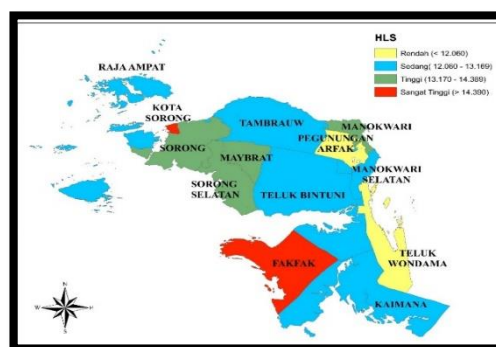 HLS
Rendah (< 12.060)
Sedang( 12.060 - 13.169)
Tinggi (13.170 - 14.389)
Sangat Tinggi (> 14.390)
RAJA AMPAT
KOTA
SORONG
TAMBRAUW
MANOKWARI
PEGUNUNGAN
ARFAK
SORONG
MAYBRAT
MANOKWARI
SELATAN
SORONG
SELATAN
TELUK BINTUNI
TELUK
WONDAMA
FAKFAK
KAIMANA
N
W
E
S